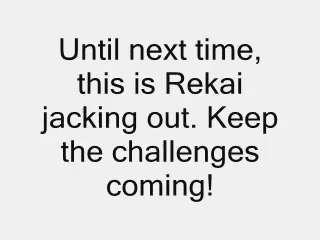 Until next time,
this is Rekai
jacking out. Keep
the challenges
coming!